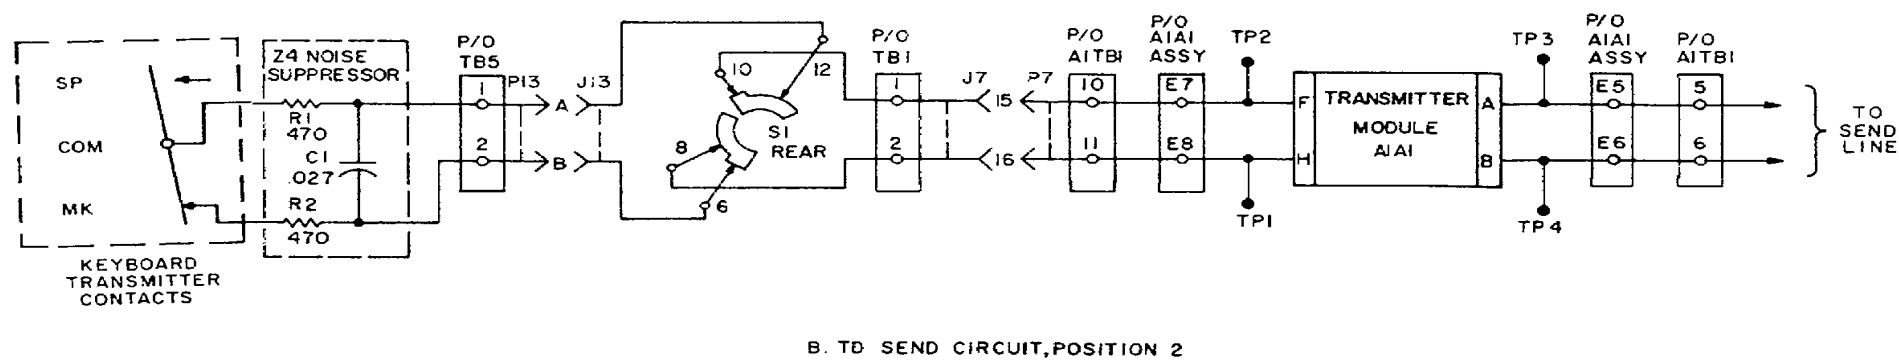 SP
COM
MK
KEYBOARD
TRANSMITTER
CONTACTS
Z4 NOISE
SUPPRESSOR
R1
470
C1
.027
R2
470
P/O
TB5
1
2
P13
J13
A
B
10
12
8
6
S1
REAR
P/O
TB1
1
2
J7
P7
15
16
P/O
A1TB1
10
11
P/O
A1A1
ASSY
E7
E8
TP2
TP1
F
H
TRANSMITTER
MODULE
A1A1
A
B
TP3
TP4
P/O
A1A1
ASSY
E5
E6
P/O
A1TB1
5
6
TO
SEND
LINE
B. TD SEND CIRCUIT, POSITION 2